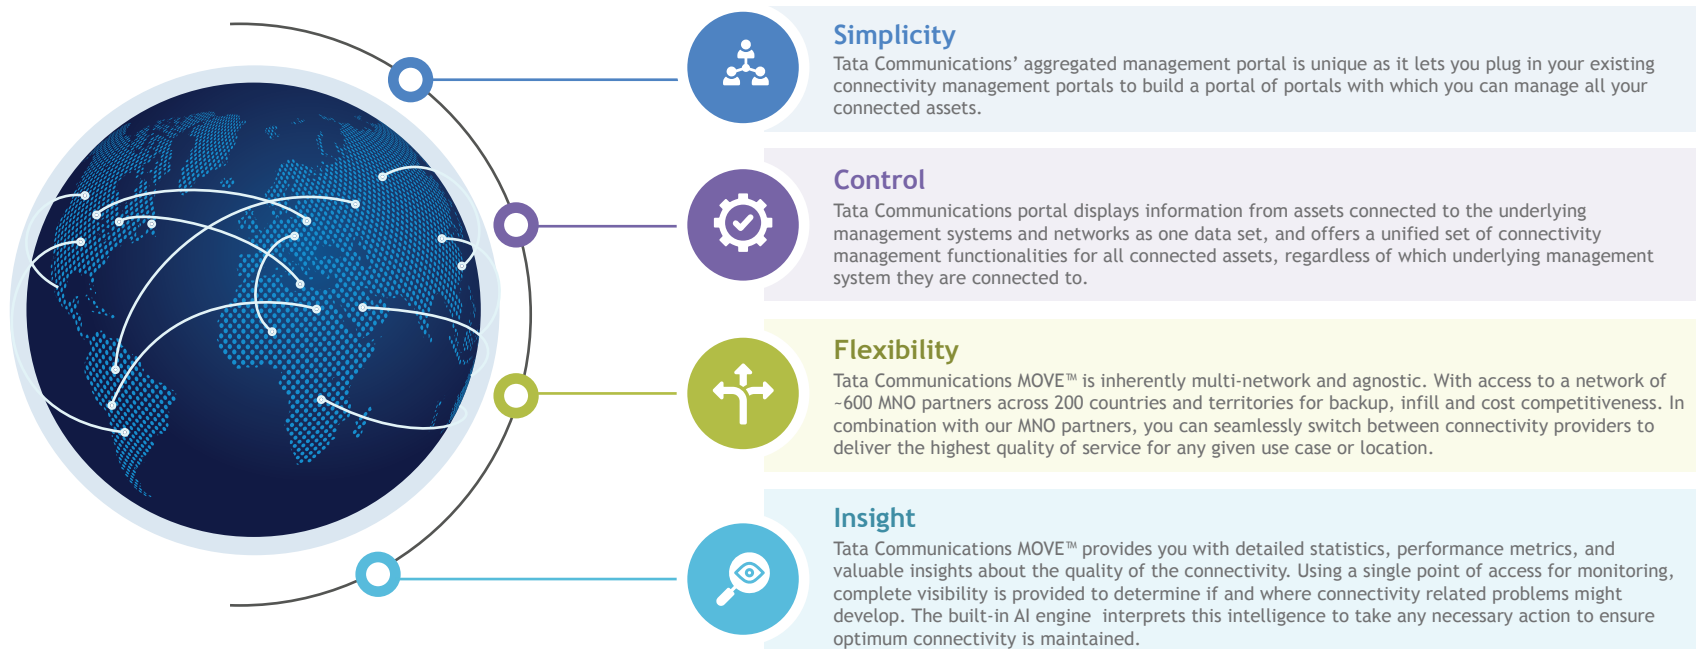 Simplicity
Tata Communications’ aggregated management portal is unique as it lets you plug in your existing
connectivity management portals to build a portal of portals with which you can manage all your
connected assets.
Control
Tata Communications portal displays information from assets connected to the underlying
management systems and networks as one data set, and offers a unified set of connectivity
management functionalities for all connected assets, regardless of which underlying management
system they are connected to.
Flexibility
Tata Communications MOVE™ is inherently multi-network and agnostic. With access to a network of
~600 MNO partners across 200 countries and territories for backup, infill and cost competitiveness. In
combination with our MNO partners, you can seamlessly switch between connectivity providers to
deliver the highest quality of service for any given use case or location.
Insight
Tata Communications MOVE™ provides you with detailed statistics, performance metrics, and
valuable insights about the quality of the connectivity. Using a single point of access for monitoring,
complete visibility is provided to determine if and where connectivity related problems might
develop. The built-in AI engine  interprets this intelligence to take any necessary action to ensure
optimum connectivity is maintained.